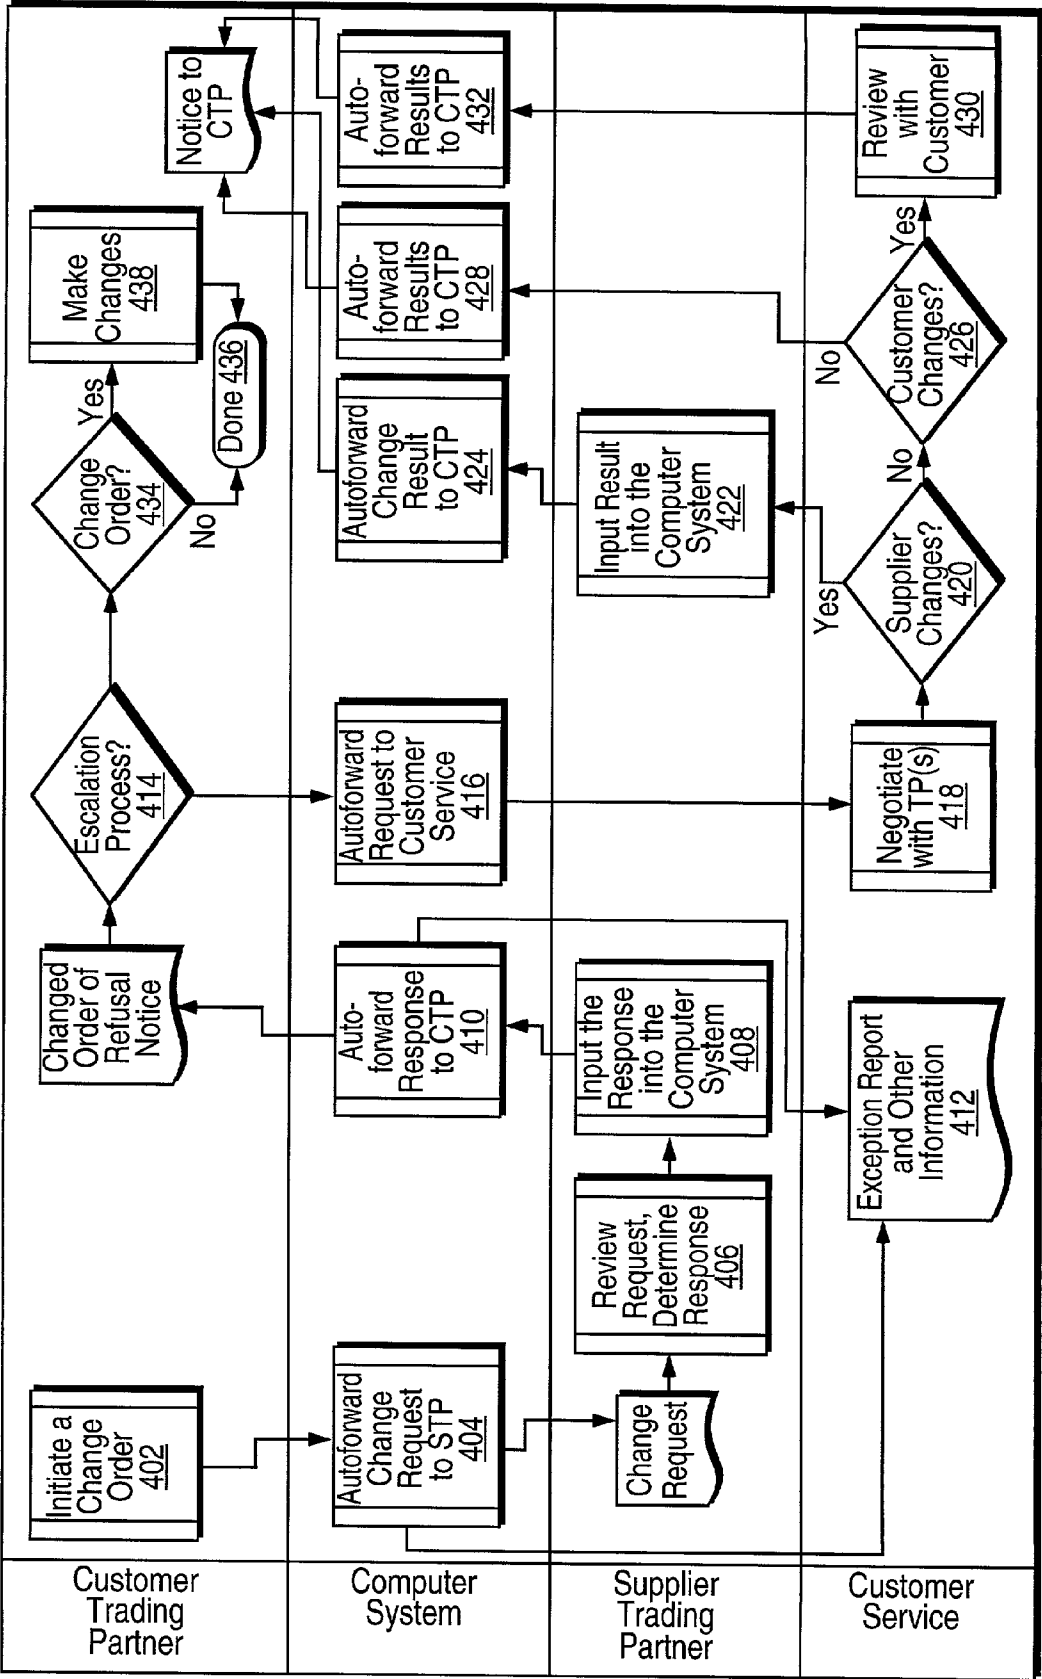 Customer
Trading
Partner
Initiate a
Change
Order
402
Changed
Order of
Refusal
Notice
Escalation
Process?
414
Change
Order?
434
Yes
No
Make
Changes
438
Done 436
Notice to
CTP
Computer
System
Autoforward
Change
Request
to STP
404
Auto-
forward
Response
to CTP
410
Autoforward
Request to
Customer
Service
416
Autoforward
Change
Result
to CTP
424
Auto-
forward
Results
to CTP
428
Auto-
forward
Results
to CTP
432
Supplier
Trading
Partner
Change
Request
Review
Request,
Determine
Response
406
Input the
Response
into the
Computer
System
408
Input Result
into the
Computer
System
422
Customer
Service
Exception Report
and Other
Information
412
Negotiate
with TP(s)
418
Supplier
Changes?
420
Yes
No
Customer
Changes?
426
No
Yes
Review
with
Customer
430